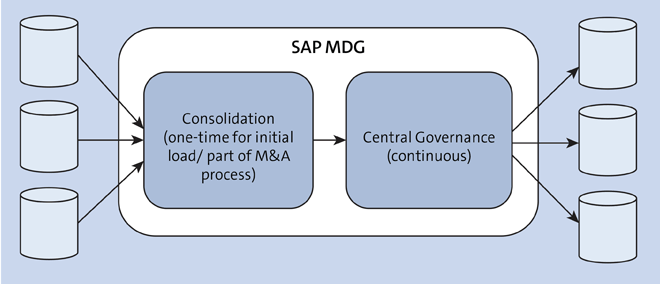 SAP MDG
Consolidation
(one-time for initial
load/ part of M&A
process)
Central Governance
(continuous)